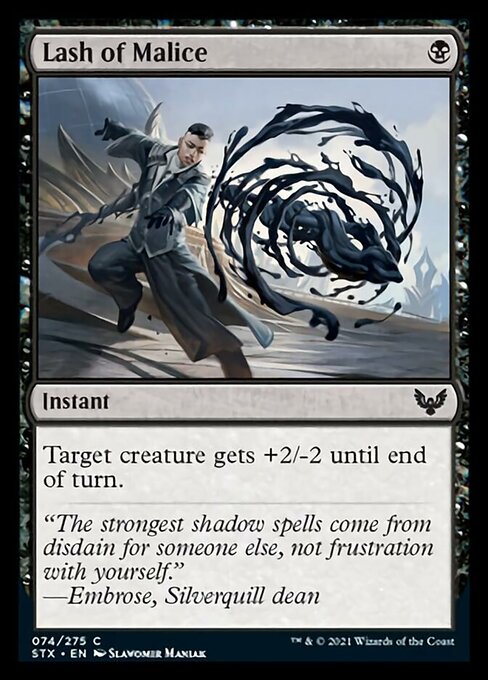 Lash of Malice
Instant
Target creature gets +2/-2 until end
of turn.
“The strongest shadow spells come from
disdain for someone else, not frustration
with yourself.”
—Embrose, Silverquill dean
074/275 C
STX • EN Slawomir Maniak
™ & © 2021 Wizards of the Coast